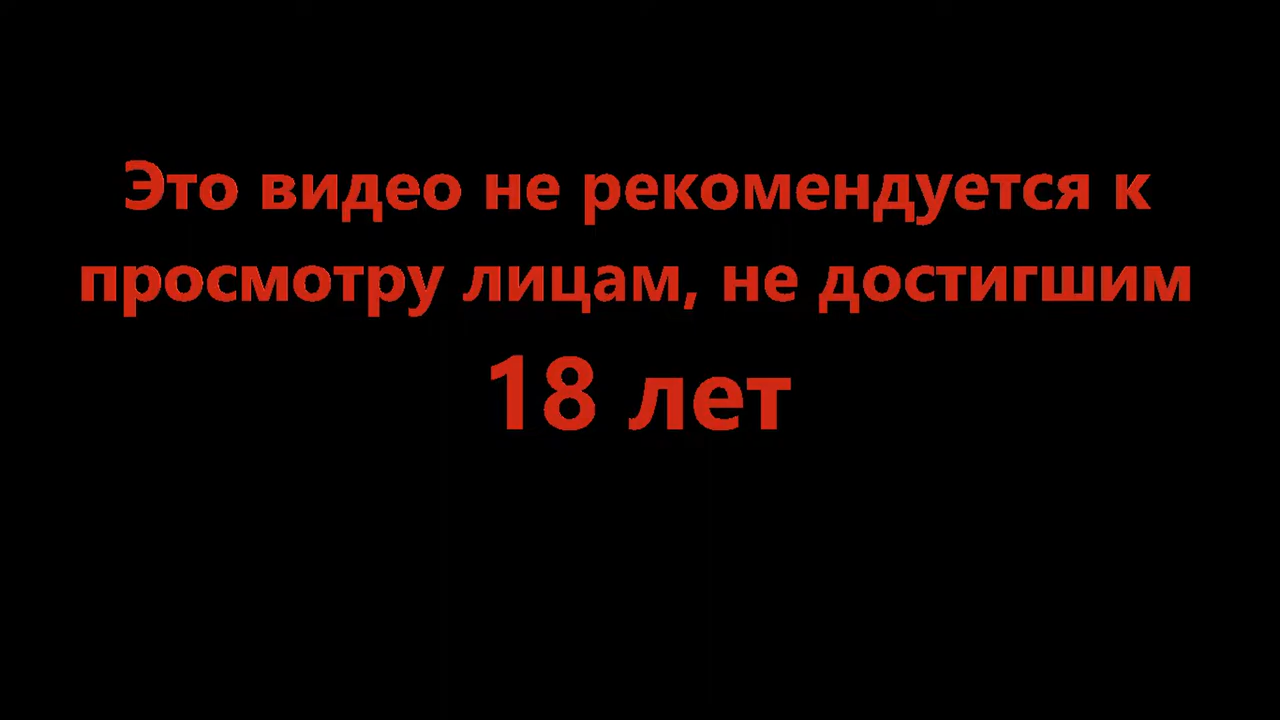 Это видео не рекомендуется к
просмотру лицам, не достигшим
18 лет